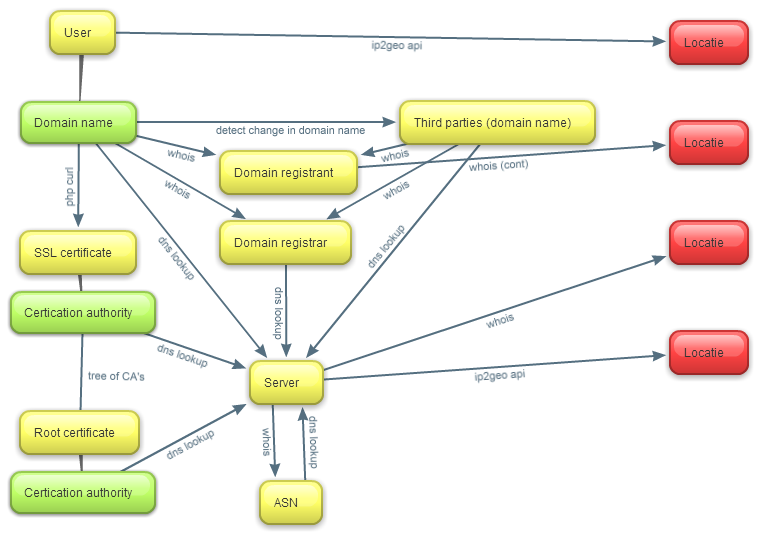 User
ip2geo api
Locatie
Domain name
detect change in domain name
Third parties (domain name)
Locatie
whois
whois
Domain registrant
whois (cont)
php curl
whois
whois
SSL certificate
dns lookup
Domain registrar
dns lookup
Locatie
Certication authority
dns lookup
dns lookup
whois
Locatie
tree of CA's
Server
ip2geo api
Root certificate
dns lookup
whois
dns lookup
Certication authority
ASN